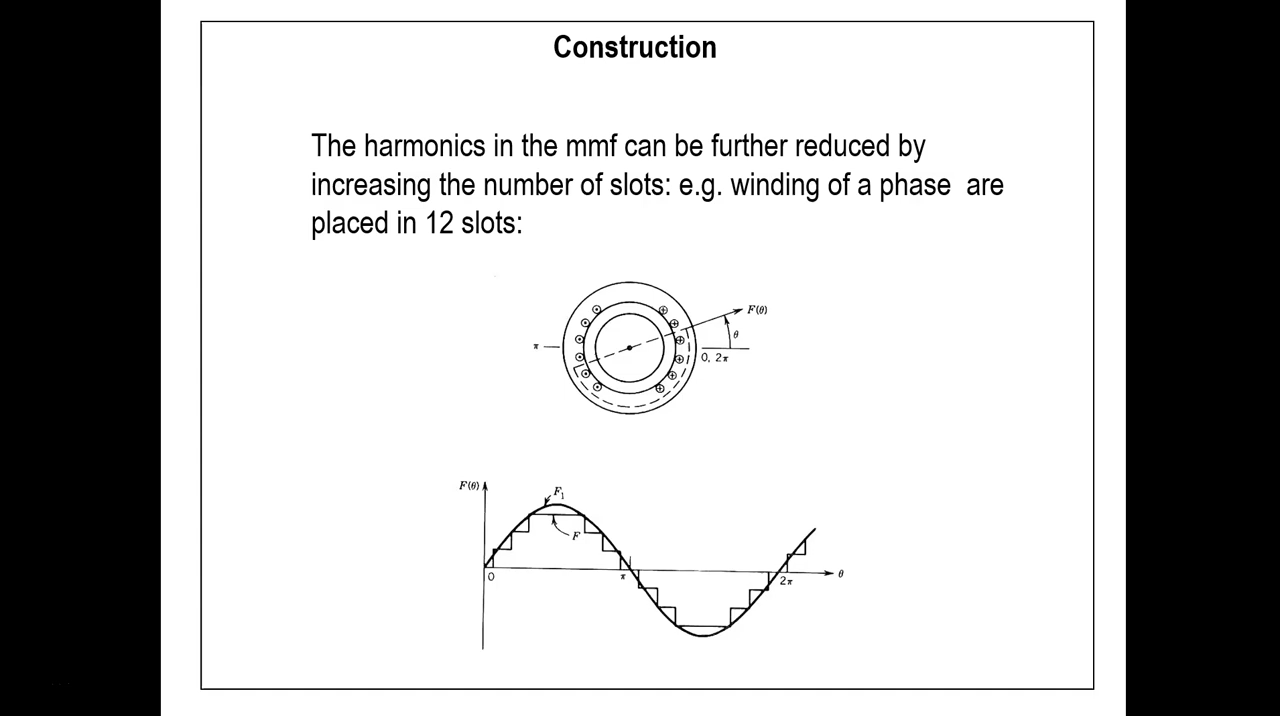 Construction
The harmonics in the mmf can be further reduced by
increasing the number of slots: e.g. winding of a phase  are
placed in 12 slots:
F(θ)
θ
π
0, 2π
F(θ)
F₁
F
0
π
2π
θ